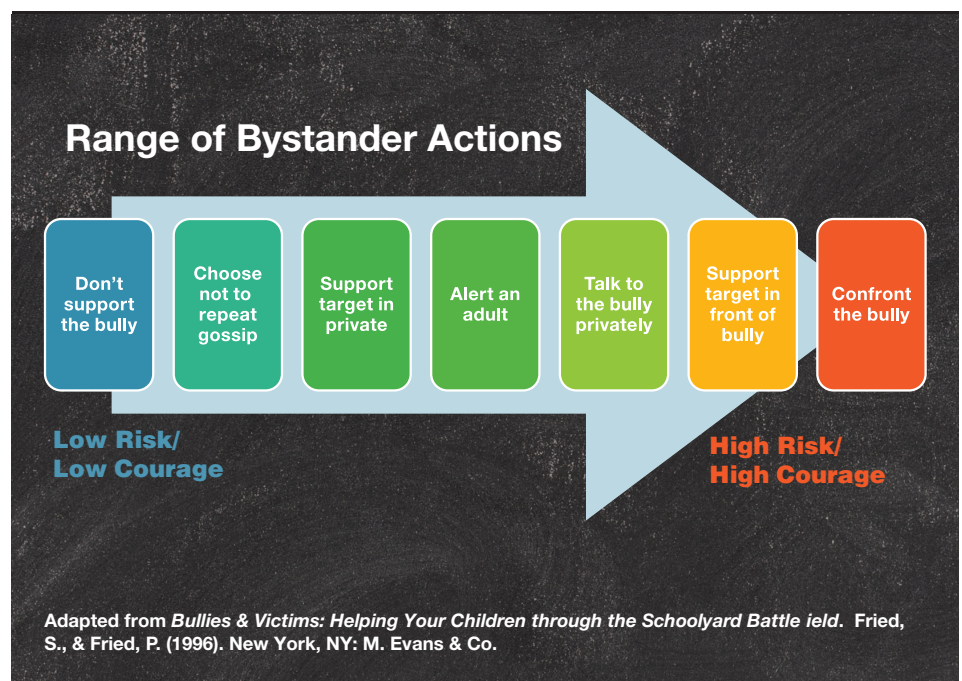 Range of Bystander Actions
Don’t
support
the bully
Choose
not to
repeat
gossip
Support
target in
private
Alert an
adult
Talk to
the bully
privately
Support
target in
front of
bully
Confront
the bully
Low Risk/
Low Courage
High Risk/
High Courage
Adapted from Bullies & Victims: Helping Your Children through the Schoolyard Battle ield.  Fried,
S., & Fried, P. (1996). New York, NY: M. Evans & Co.